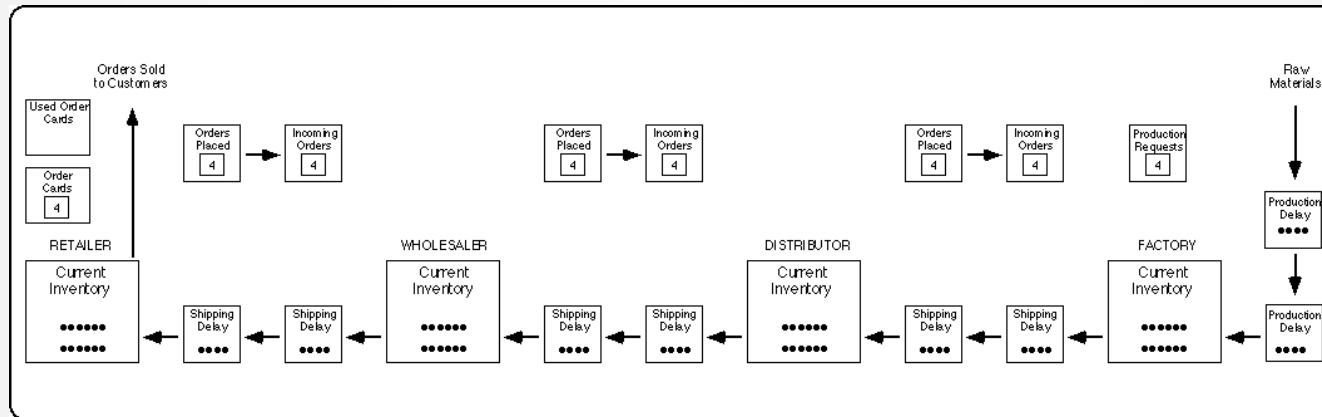 Orders Sold
to Customers
Raw
Materials
Used Order
Cards
Orders
Placed
4
Incoming
Orders
4
Orders
Placed
4
Incoming
Orders
4
Orders
Placed
4
Incoming
Orders
4
Production
Requests
4
Order
Cards
4
Production
Delay
RETAILER
WHOLESALER
DISTRIBUTOR
FACTORY
Current
Inventory
Shipping
Delay
Shipping
Delay
Current
Inventory
Shipping
Delay
Shipping
Delay
Current
Inventory
Shipping
Delay
Shipping
Delay
Current
Inventory
Production
Delay